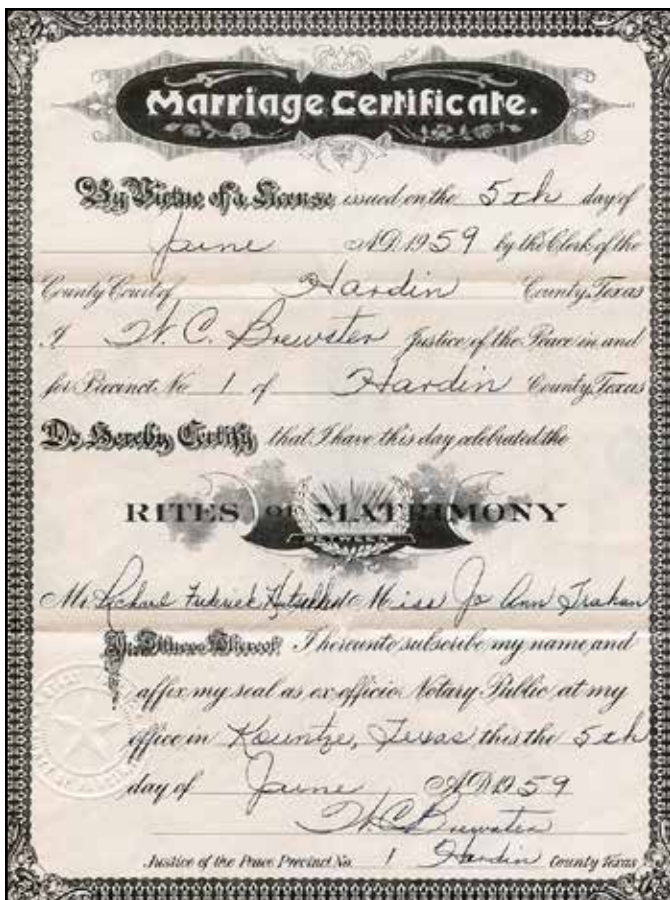 Marriage Certificate.
By Virtue of a License issued on the 5th day of
June A.D. 1959 by the Clerk of the
County Court of Hardin County, Texas
I W. C. Brewster Justice of the Peace in and
for Precinct No 1 of Hardin County, Texas
Do Hereby Certify that I have this day celebrated the
RITES OF MATRIMONY
BETWEEN
Mr. Richard Frederick and Miss Jo Ann Trahan
In Witness Whereof I hereunto subscribe my name and
affix my seal as ex officio Notary Public at my
office in Kountze, Texas this the 5th
day of June A.D. 1959
W.C. Brewster
Justice of the Peace Precinct No. 1 Hardin County Texas